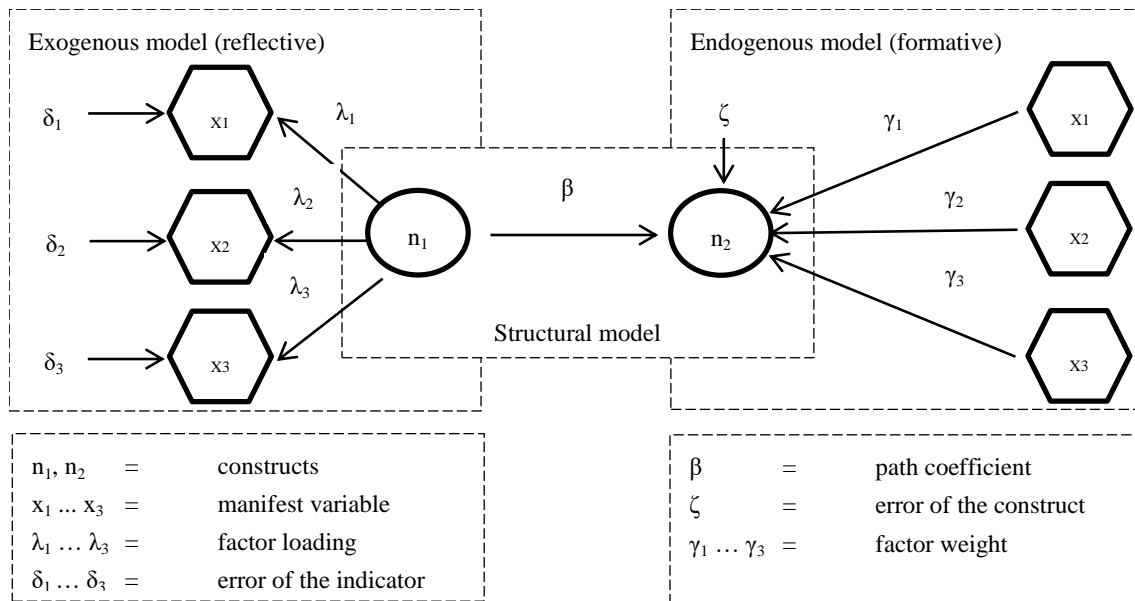 Exogenous model (reflective)
Endogenous model (formative)
δ1
x1
λ1
ζ
γ1
x1
β
λ2
γ2
δ2
x2
n1
n2
x2
λ3
γ3
Structural model
δ3
x3
x3
n1, n2 = constructs
x1 ... x3 = manifest variable
λ1 … λ3 = factor loading
δ1 … δ3 = error of the indicator
β = path coefficient
ζ = error of the construct
γ1 … γ3 = factor weight